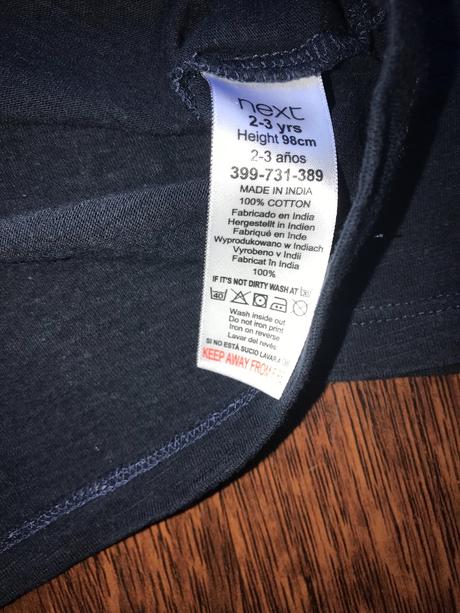 next
2-3 yrs
Height 98cm
2-3 años
399-731-389
MADE IN INDIA
100% COTTON
Fabricado en India
Hergestellt in Indien
Fabriqué en Inde
Wyprodukowano w Indiach
Vyrobeno v Indii
Fabricat în India
100%
IF IT'S NOT DIRTY WASH AT
40
Wash inside out
Do not iron print
Iron on reverse
Lavar del revés
SI NO ESTÁ SUCIO LAVAR A
KEEP AWAY FROM